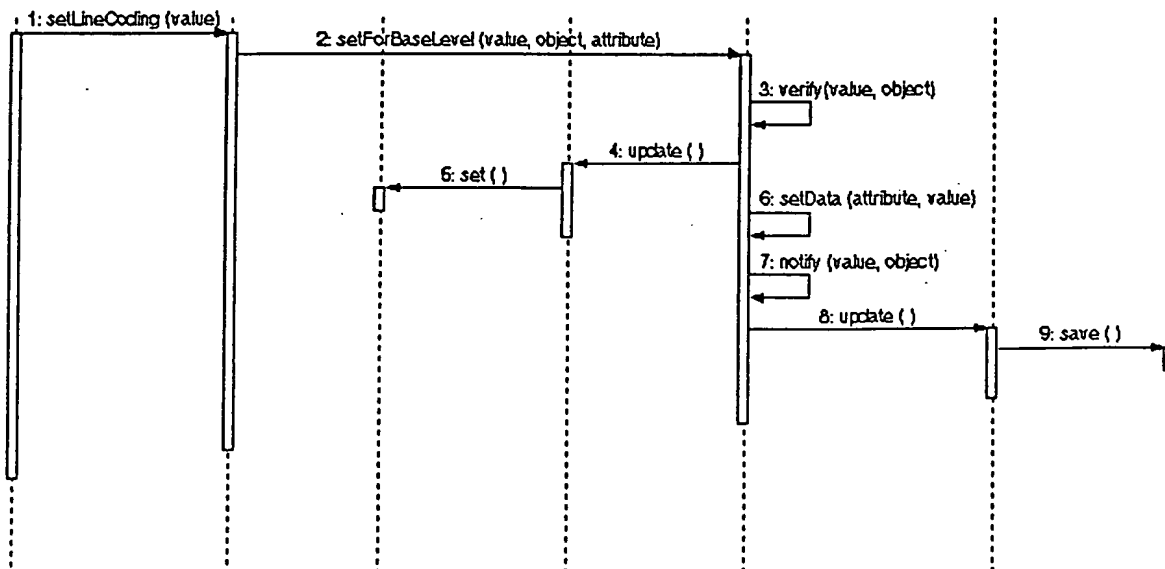 1: setLineCoding (value)
2: setForBaseLevel (value, object, attribute)
3: verify(value, object)
4: update ( )
5: set ( )
6: setData (attribute, value)
7: notify (value, object)
8: update ( )
9: save ( )